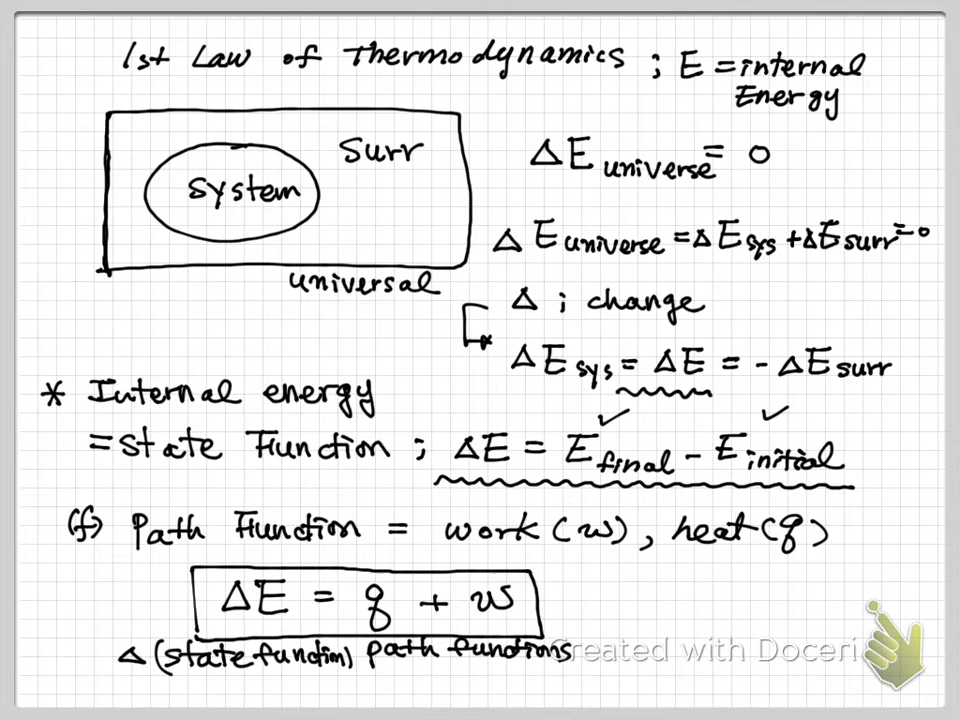 1st Law of Thermodynamics ; E = internal
Energy
Surr
System
universal
ΔE universe = 0
ΔE universe = ΔE sys + ΔE surr = 0
Δ ; change
ΔE sys = ΔE = - ΔE surr
* Internal energy
= State Function ; ΔE = E final - E initial
(f) Path Function = work (w), heat (q)
ΔE = q + w
Δ (state function) path functions
Created with Doceri